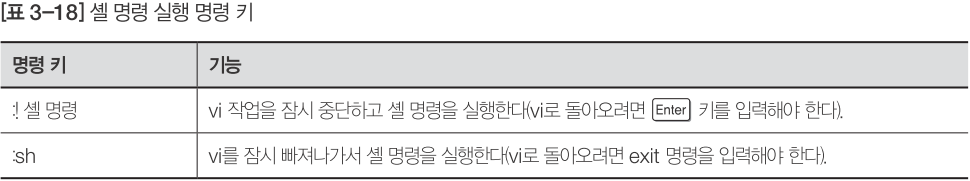 [표 3-18] 셸 명령 실행 명령 키
명령 키 기능
:! 셸 명령 vi 작업을 잠시 중단하고 셸 명령을 실행한다(vi로 돌아오려면 Enter 키를 입력해야 한다).
:sh vi를 잠시 빠져나가서 셸 명령을 실행한다(vi로 돌아오려면 exit 명령을 입력해야 한다).